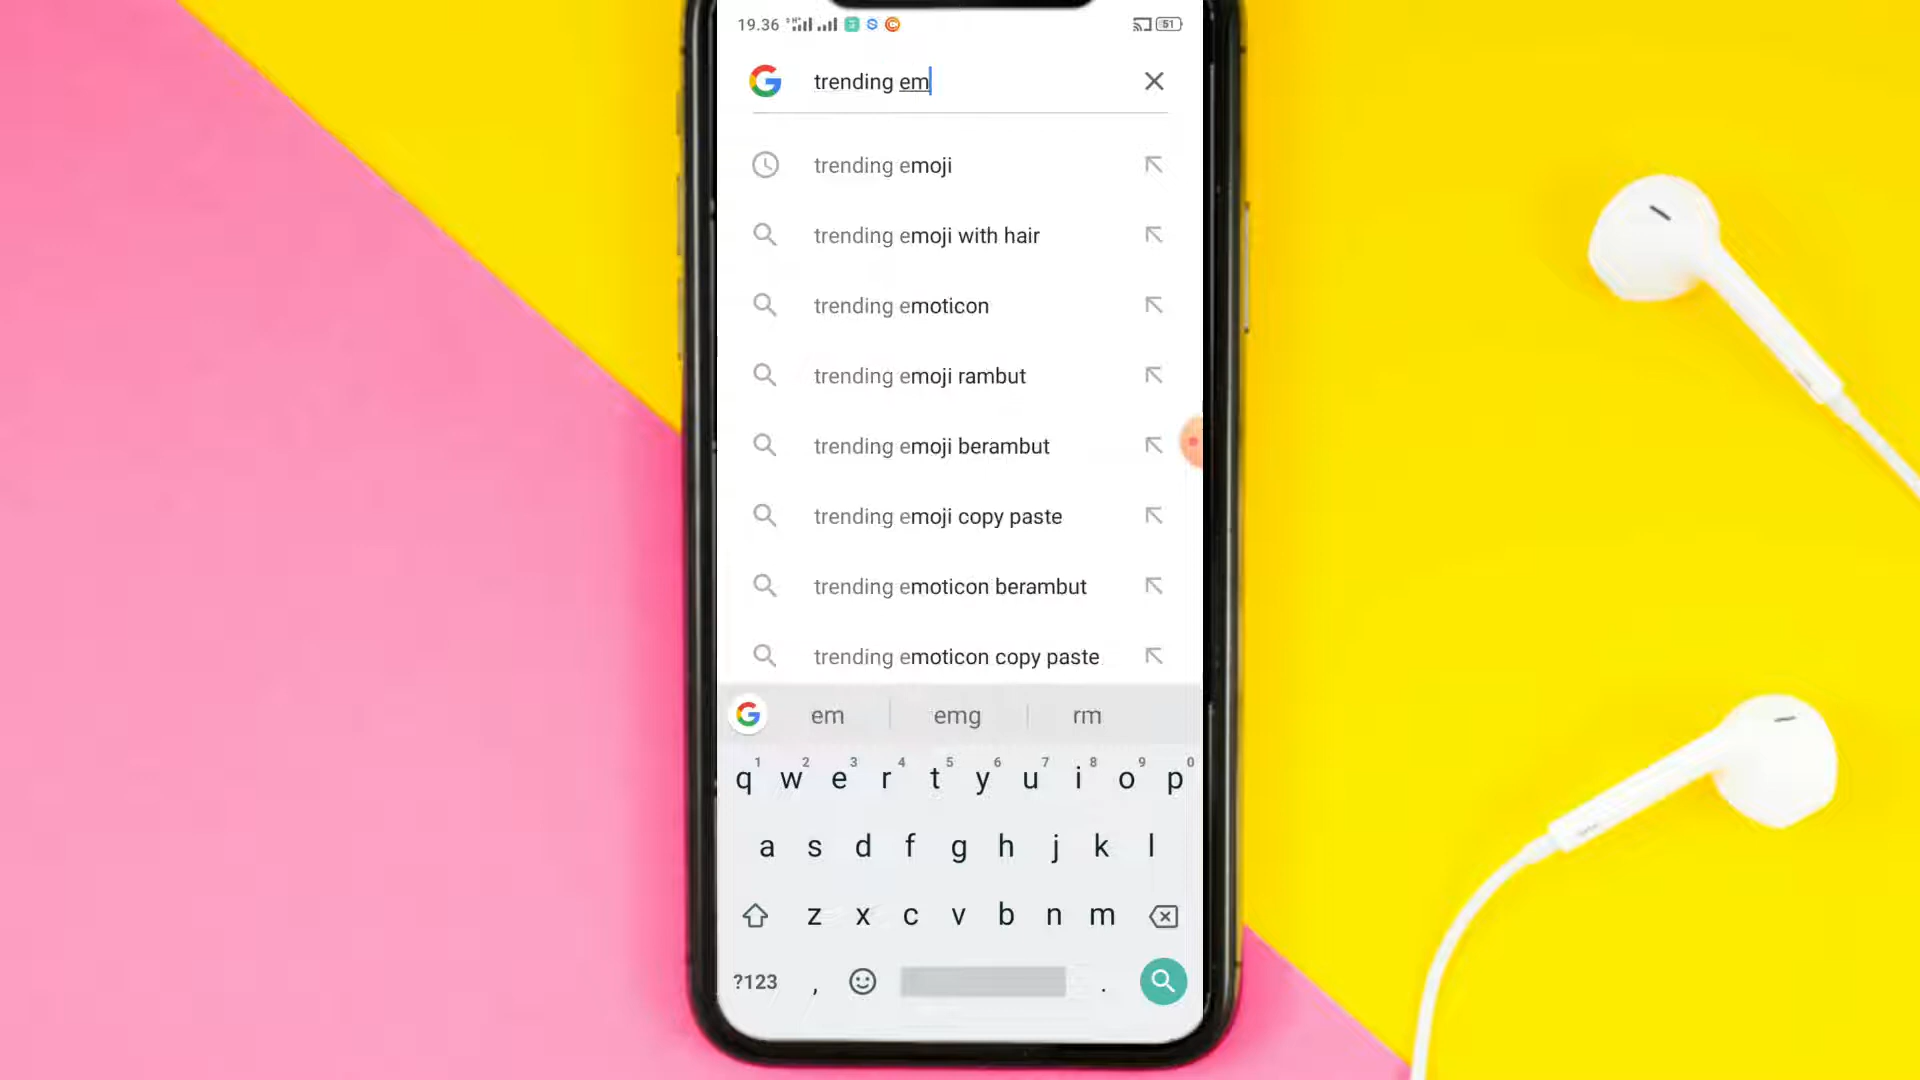 19.36 51
trending em
trending emoji
trending emoji with hair
trending emoticon
trending emoji rambut
trending emoji berambut
trending emoji copy paste
trending emoticon berambut
trending emoticon copy paste
em emg rm
1 2 3 4 5 6 7 8 9 0
q w e r t y u i o p
a s d f g h j k l
z x c v b n m
?123 , .